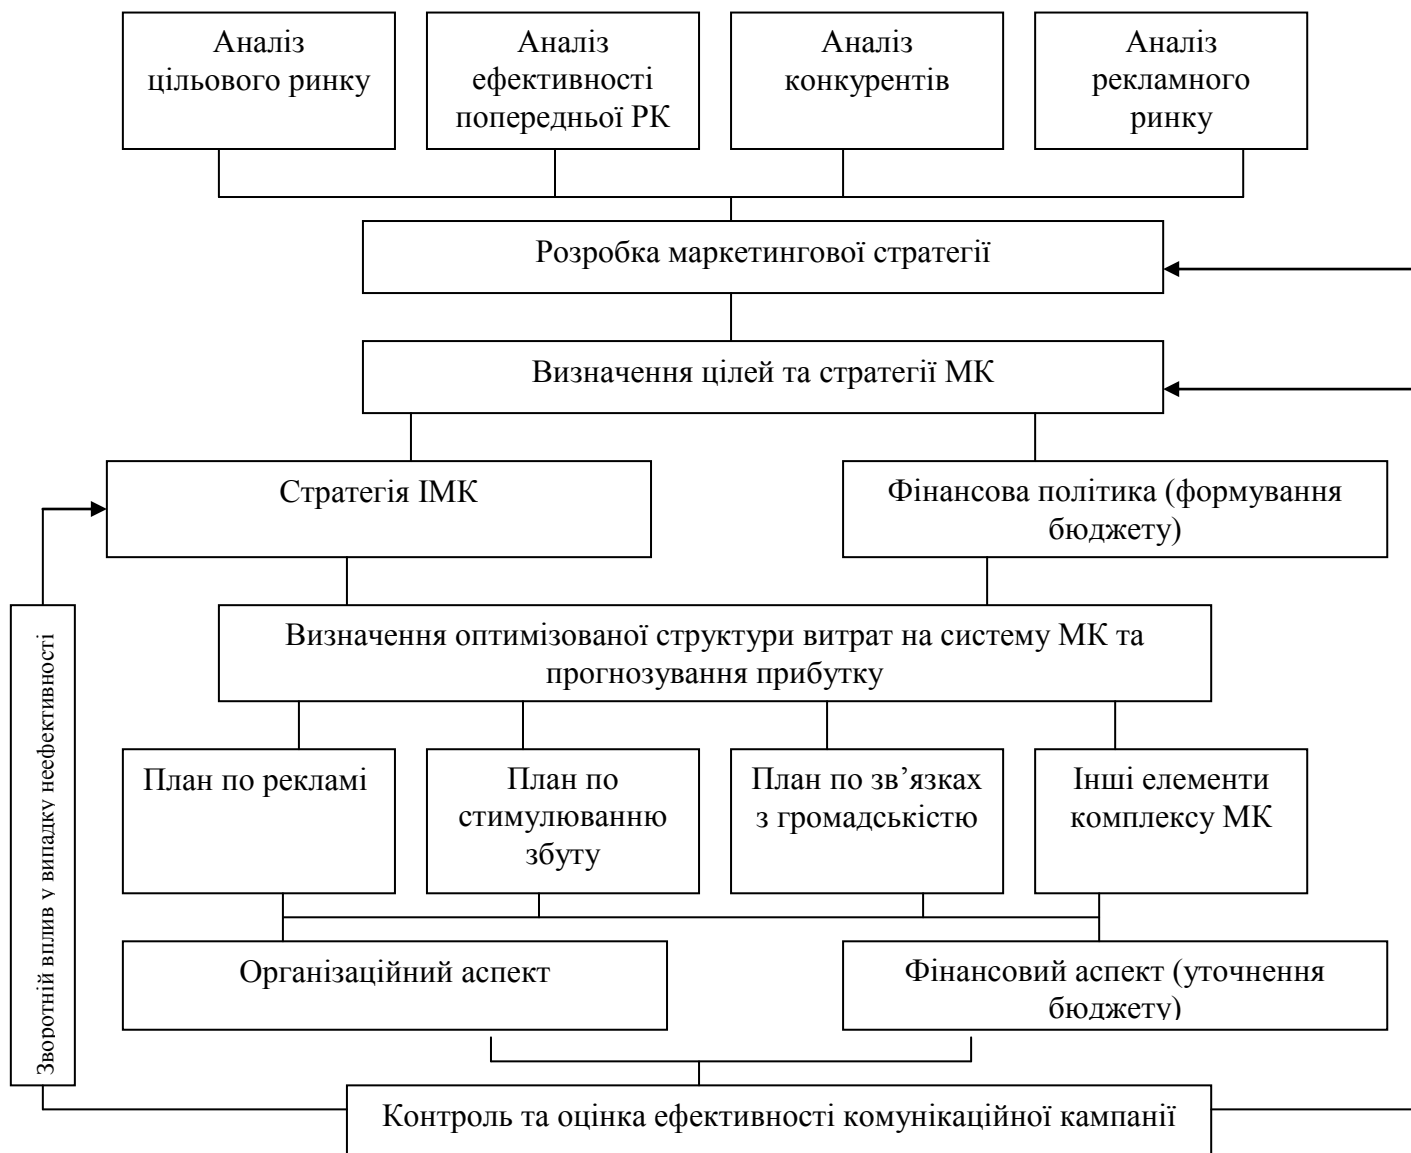 Аналіз
цільового ринку
Аналіз
ефективності
попередньої РК
Аналіз
конкурентів
Аналіз
рекламного
ринку
Розробка маркетингової стратегії
Визначення цілей та стратегії МК
Стратегія ІМК
Фінансова політика (формування
бюджету)
Визначення оптимізованої структури витрат на систему МК та
прогнозування прибутку
План по рекламі
План по
стимулюванню
збуту
План по зв’язках
з громадськістю
Інші елементи
комплексу МК
Організаційний аспект
Фінансовий аспект (уточнення
бюджету)
Зворотній вплив у випадку неефективності
Контроль та оцінка ефективності комунікаційної кампанії